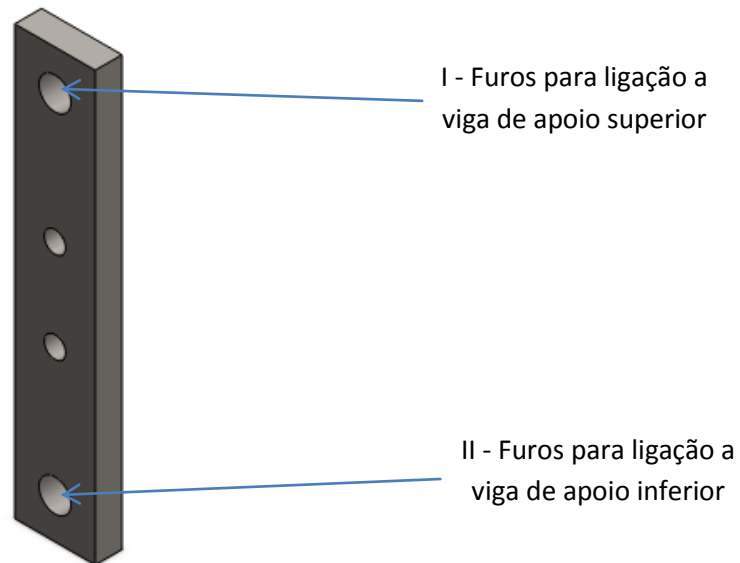 I - Furos para ligação a
viga de apoio superior
II - Furos para ligação a
viga de apoio inferior